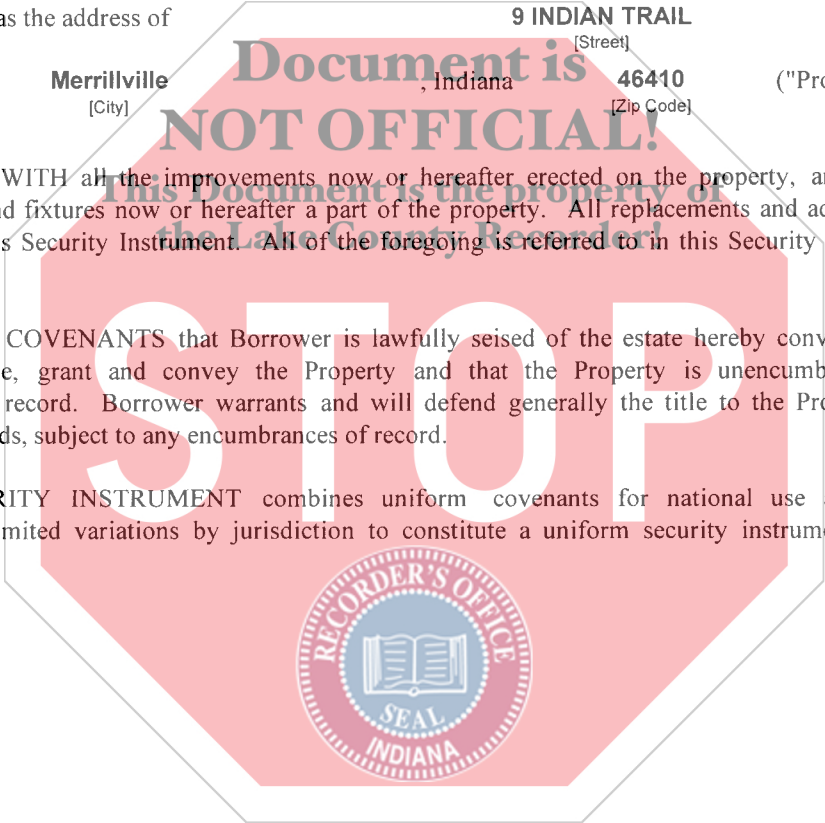 as the address of 9 INDIAN TRAIL
[Street]
Merrillville , Indiana 46410 ("Pro
[City] [Zip Code]
Document is
NOT OFFICIAL!
This Document is the property of
the Lake County Recorder!
WITH all the improvements now or hereafter erected on the property, an
d fixtures now or hereafter a part of the property. All replacements and ad
s Security Instrument. All of the foregoing is referred to in this Security
COVENANTS that Borrower is lawfully seised of the estate hereby conv
e, grant and convey the Property and that the Property is unencumb
record. Borrower warrants and will defend generally the title to the Pro
ds, subject to any encumbrances of record.
STOP
RITY INSTRUMENT combines uniform covenants for national use
mited variations by jurisdiction to constitute a uniform security instrume
RECORDER'S OFFICE
SEAL
INDIANA